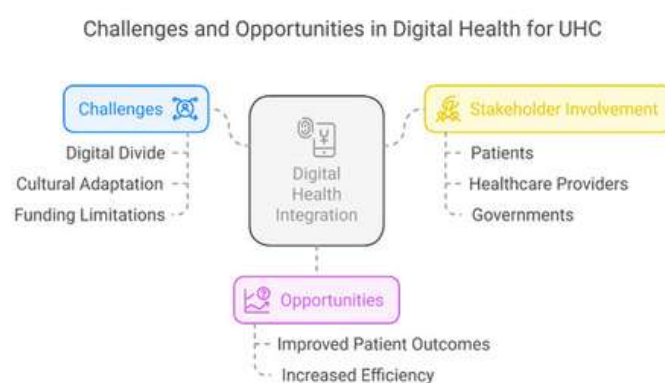 Challenges and Opportunities in Digital Health for UHC
Challenges
Digital Divide
Cultural Adaptation
Funding Limitations
Digital
Health
Integration
Stakeholder Involvement
Patients
Healthcare Providers
Governments
Opportunities
Improved Patient Outcomes
Increased Efficiency